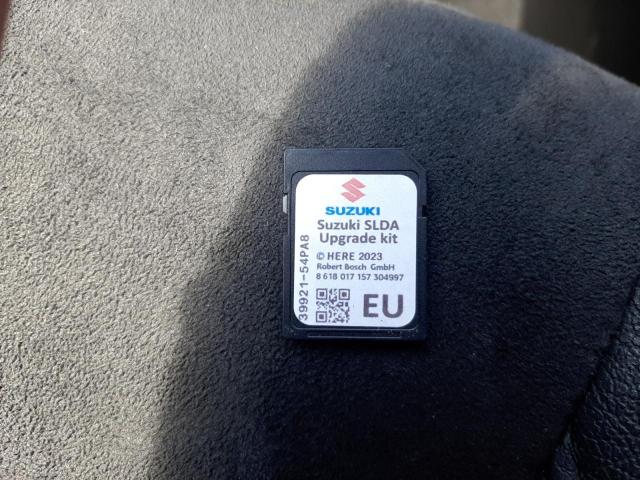 SUZUKI
Suzuki SLDA
Upgrade kit
© HERE 2023
Robert Bosch GmbH
8 618 017 157 304997
EU
39921-54PA8